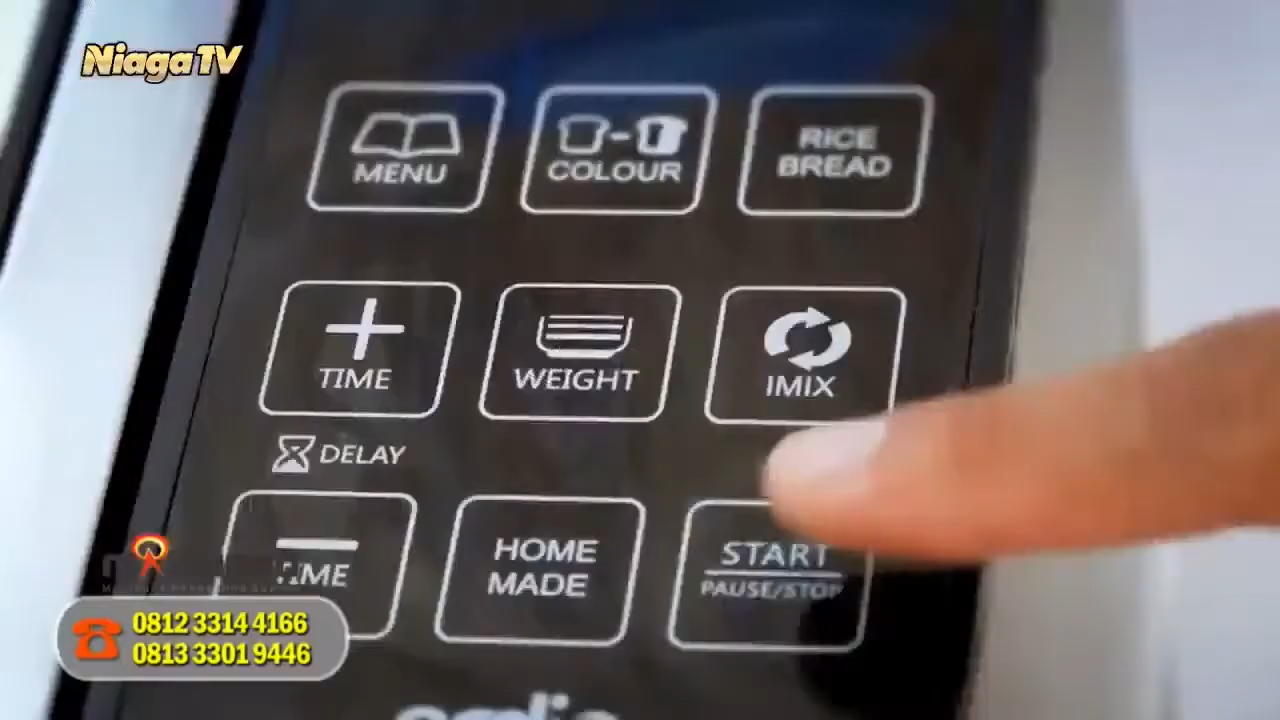 NiagaTV
MENU
COLOUR
RICE
BREAD
TIME
WEIGHT
IMIX
DELAY
TIME
HOME
MADE
START
PAUSE/STOP
0812 3314 4166
0813 3301 9446